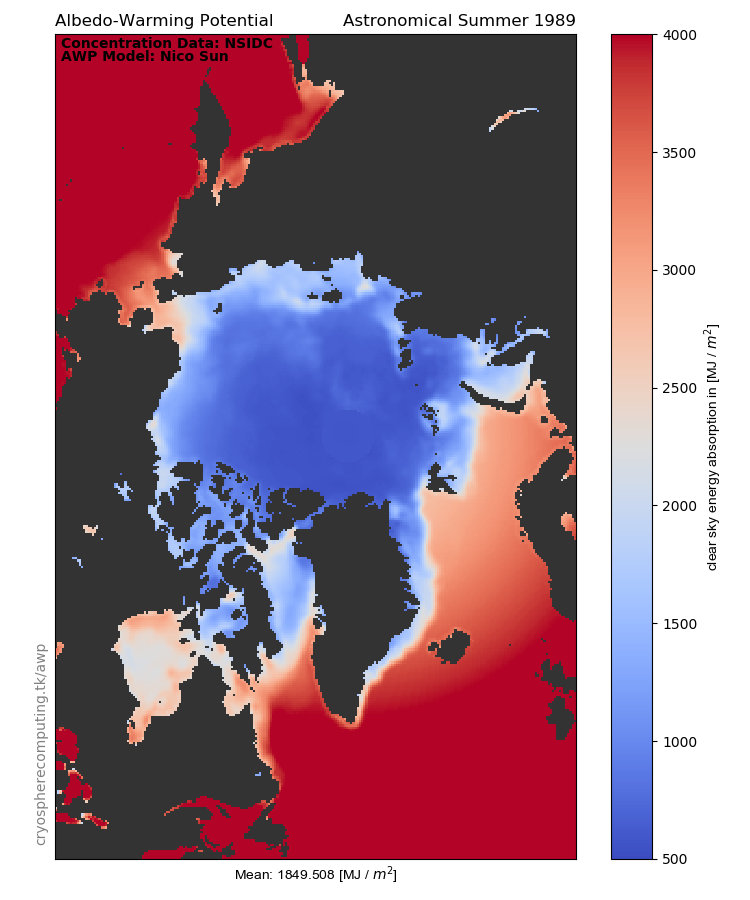 Albedo-Warming Potential Astronomical Summer 1989
Concentration Data: NSIDC
AWP Model: Nico Sun
4000
3500
3000
2500
2000
1500
1000
500
clear sky energy absorption in [MJ / m²]
cryospherecomputing.tk/awp
Mean: 1849.508 [MJ / m²]